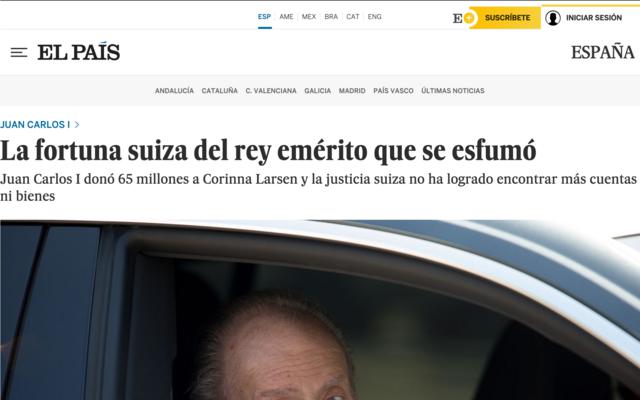 ESP AME MEX BRA CAT ENG
E+ SUSCRÍBETE INICIAR SESIÓN
EL PAÍS
ESPAÑA
ANDALUCÍA CATALUÑA C. VALENCIANA GALICIA MADRID PAÍS VASCO ÚLTIMAS NOTICIAS
JUAN CARLOS I >
La fortuna suiza del rey emérito que se esfumó
Juan Carlos I donó 65 millones a Corinna Larsen y la justicia suiza no ha logrado encontrar más cuentas
ni bienes